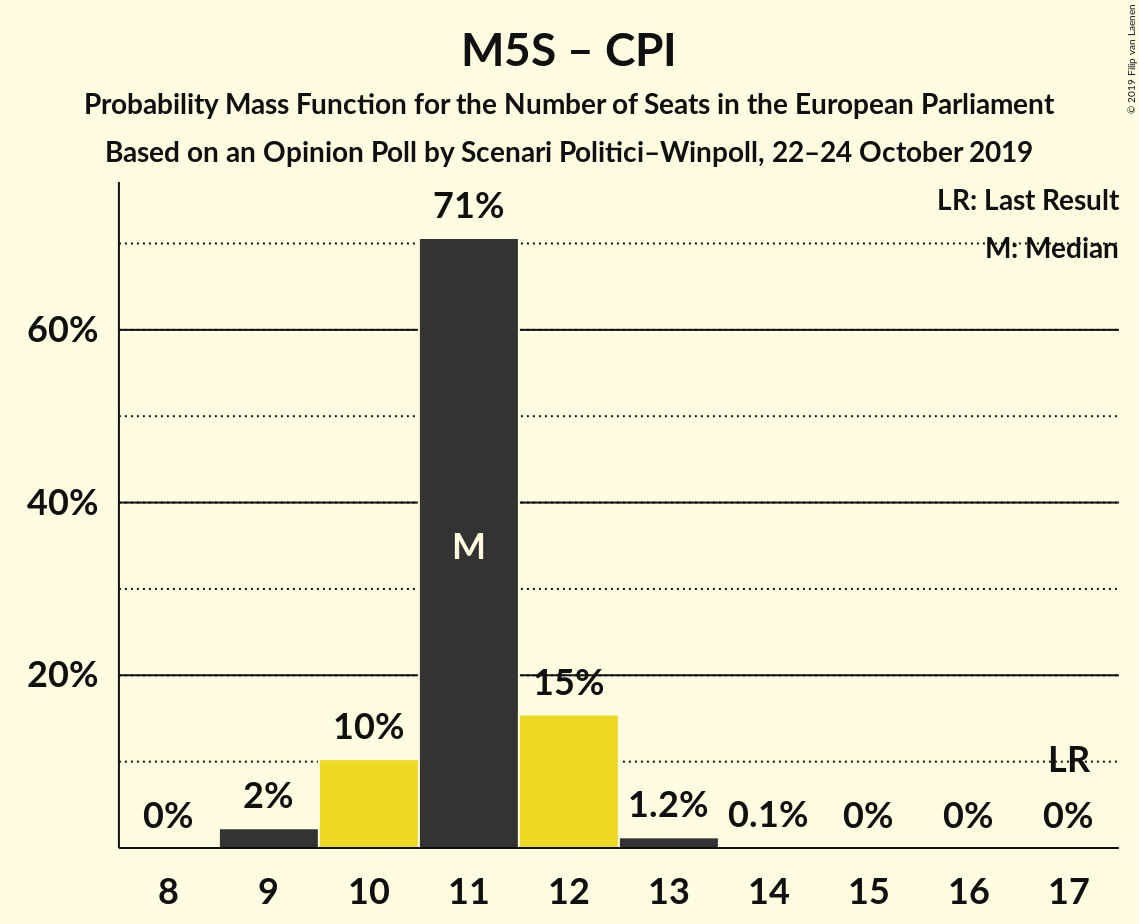 © 2019 Filip van Laenen
M5S – CPI
Probability Mass Function for the Number of Seats in the European Parliament
Based on an Opinion Poll by Scenari Politici–Winpoll, 22–24 October 2019
LR: Last Result
M: Median
71%
60%
40%
M
20%
15%
10%
LR
0%
2%
1.2%
0.1%
0%
0%
0%
8
9
10
11
12
13
14
15
16
17